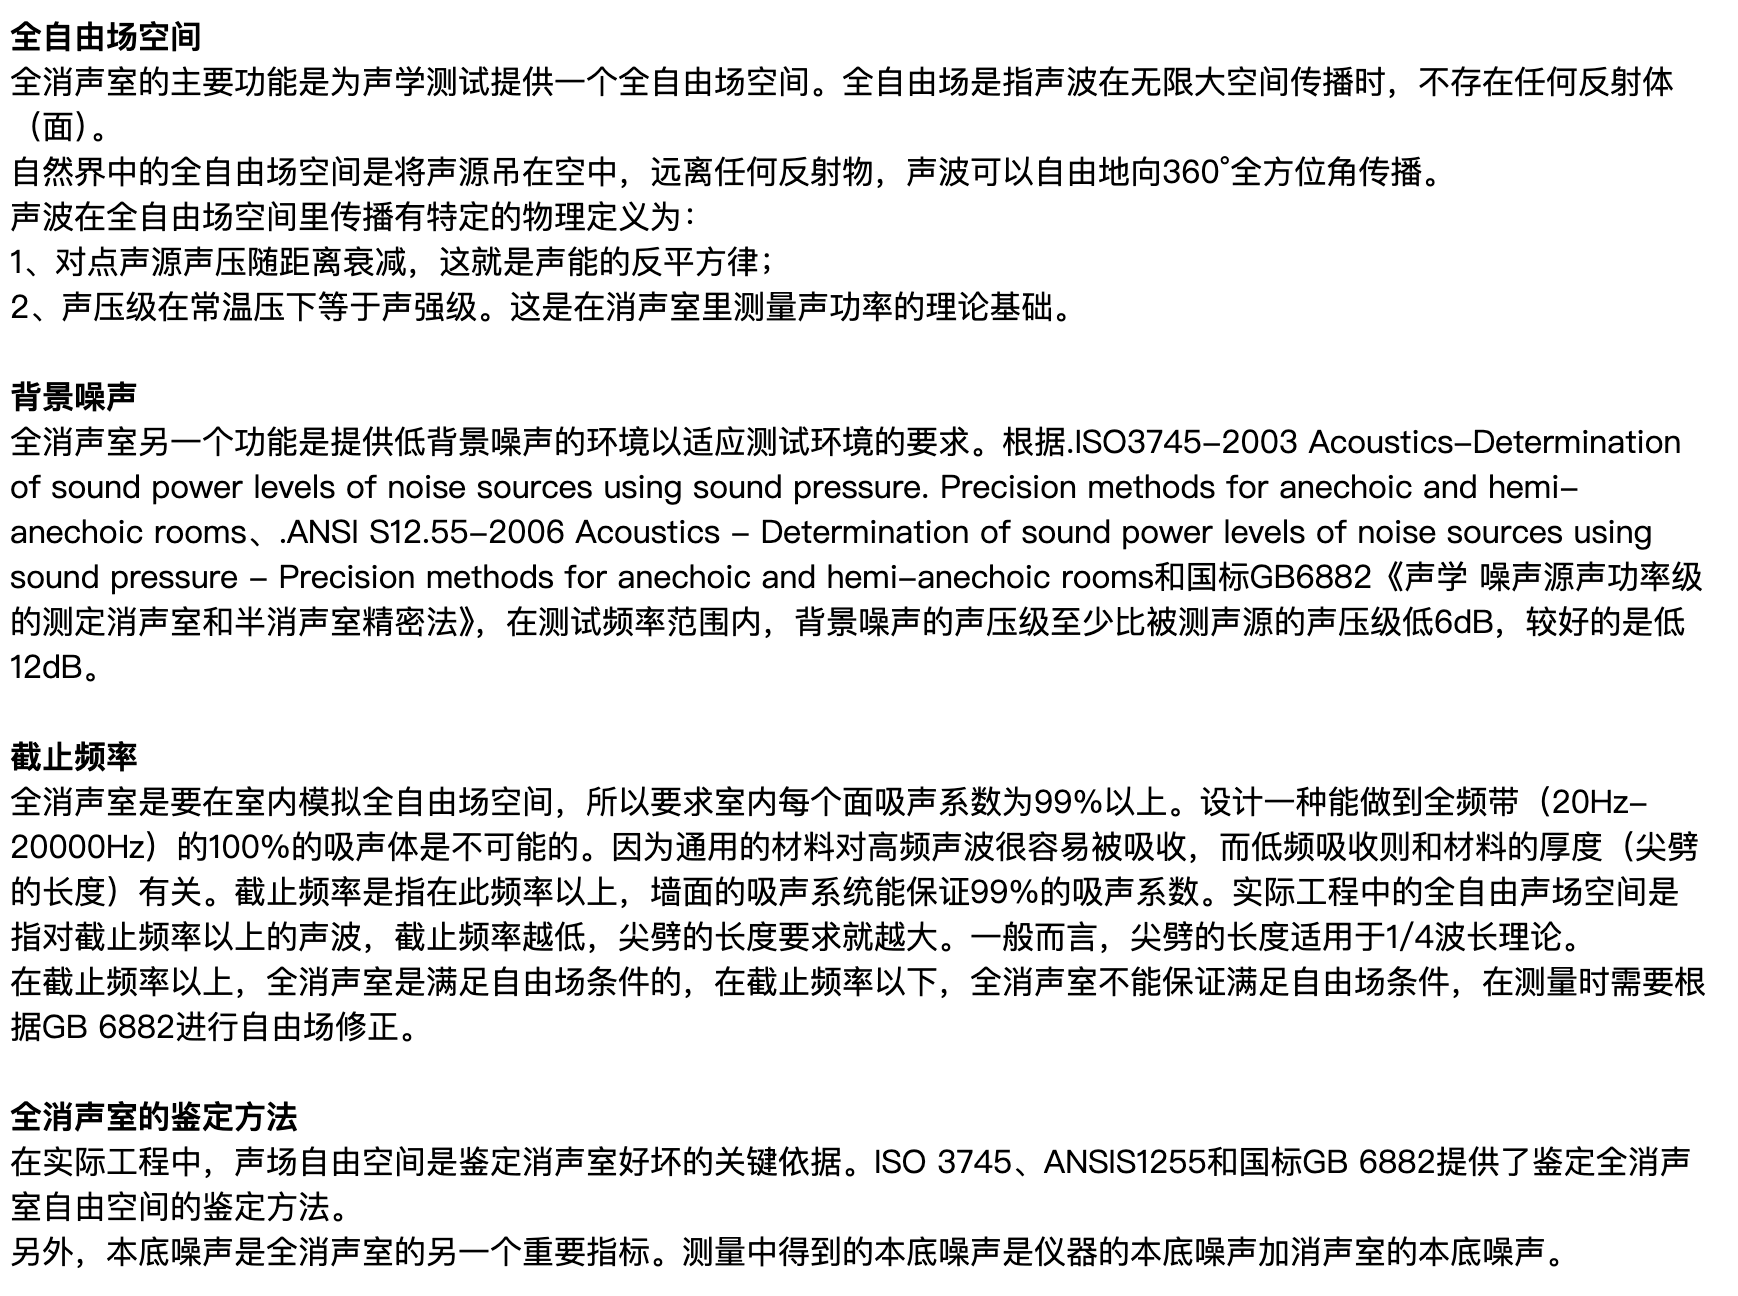 全自由场空间
全消声室的主要功能是为声学测试提供一个全自由场空间。全自由场是指声波在无限大空间传播时，不存在任何反射体
（面）。
自然界中的全自由场空间是将声源吊在空中，远离任何反射物，声波可以自由地向360°全方位角传播。
声波在全自由场空间里传播有特定的物理定义为：
1、对点声源声压随距离衰减，这就是声能的反平方律；
2、声压级在常温压下等于声强级。这是在消声室里测量声功率的理论基础。
背景噪声
全消声室另一个功能是提供低背景噪声的环境以适应测试环境的要求。根据.ISO3745-2003 Acoustics-Determination
of sound power levels of noise sources using sound pressure. Precision methods for anechoic and hemi-
anechoic rooms、.ANSI S12.55-2006 Acoustics - Determination of sound power levels of noise sources using
sound pressure - Precision methods for anechoic and hemi-anechoic rooms和国标GB6882《声学 噪声源声功率级
的测定消声室和半消声室精密法》，在测试频率范围内，背景噪声的声压级至少比被测声源的声压级低6dB，较好的是低
12dB。
截止频率
全消声室是要在室内模拟全自由场空间，所以要求室内每个面吸声系数为99%以上。设计一种能做到全频带（20Hz-
20000Hz）的100%的吸声体是不可能的。因为通用的材料对高频声波很容易被吸收，而低频吸收则和材料的厚度（尖劈
的长度）有关。截止频率是指在此频率以上，墙面的吸声系统能保证99%的吸声系数。实际工程中的全自由声场空间是
指对截止频率以上的声波，截止频率越低，尖劈的长度要求就越大。一般而言，尖劈的长度适用于1/4波长理论。
在截止频率以上，全消声室是满足自由场条件的，在截止频率以下，全消声室不能保证满足自由场条件，在测量时需要根
据GB 6882进行自由场修正。
全消声室的鉴定方法
在实际工程中，声场自由空间是鉴定消声室好坏的关键依据。ISO 3745、ANSIS1255和国标GB 6882提供了鉴定全消声
室自由空间的鉴定方法。
另外，本底噪声是全消声室的另一个重要指标。测量中得到的本底噪声是仪器的本底噪声加消声室的本底噪声。